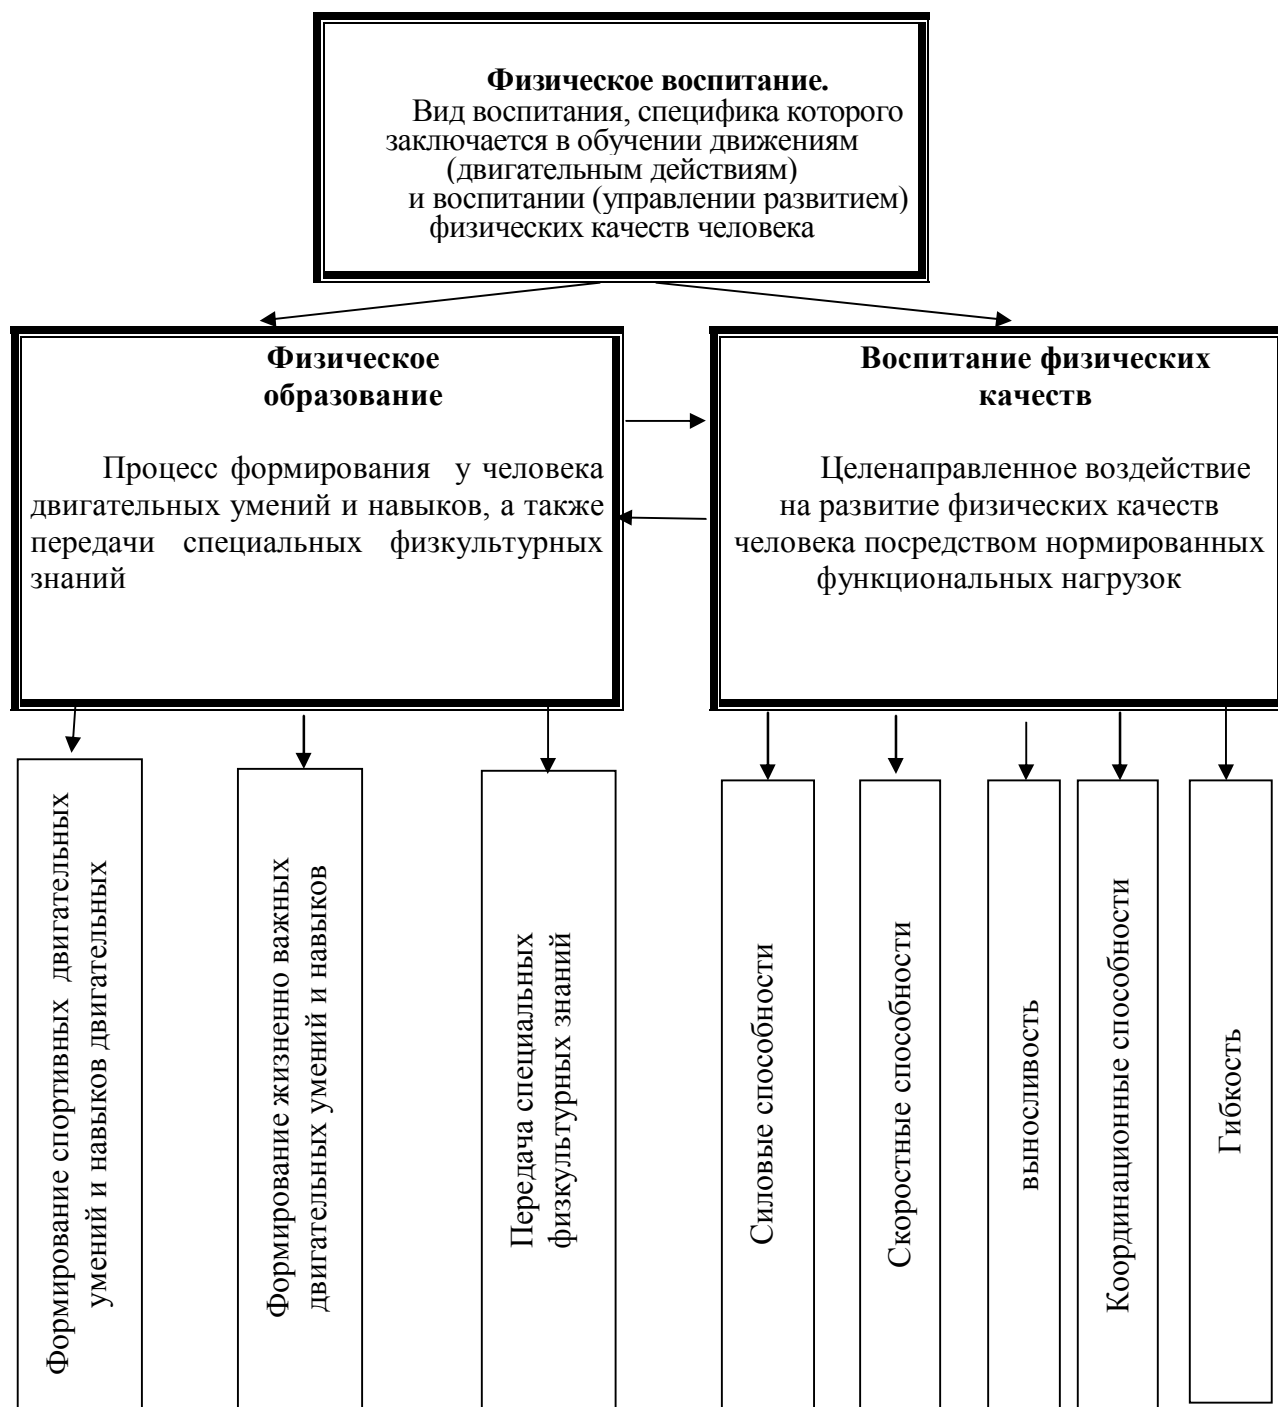 Физическое воспитание.
Вид воспитания, специфика которого
заключается в обучении движениям
(двигательным действиям)
и воспитании (управлении развитием)
физических качеств человека
Физическое
образование
Процесс формирования у человека
двигательных умений и навыков, а также
передачи специальных физкультурных
знаний
Воспитание физических
качеств
Целенаправленное воздействие
на развитие физических качеств
человека посредством нормированных
функциональных нагрузок
Формирование спортивных двигательных
умений и навыков двигательных
Формирование жизненно важных
двигательных умений и навыков
Передача специальных
физкультурных знаний
Силовые способности
Скоростные способности
выносливость
Координационные способности
Гибкость